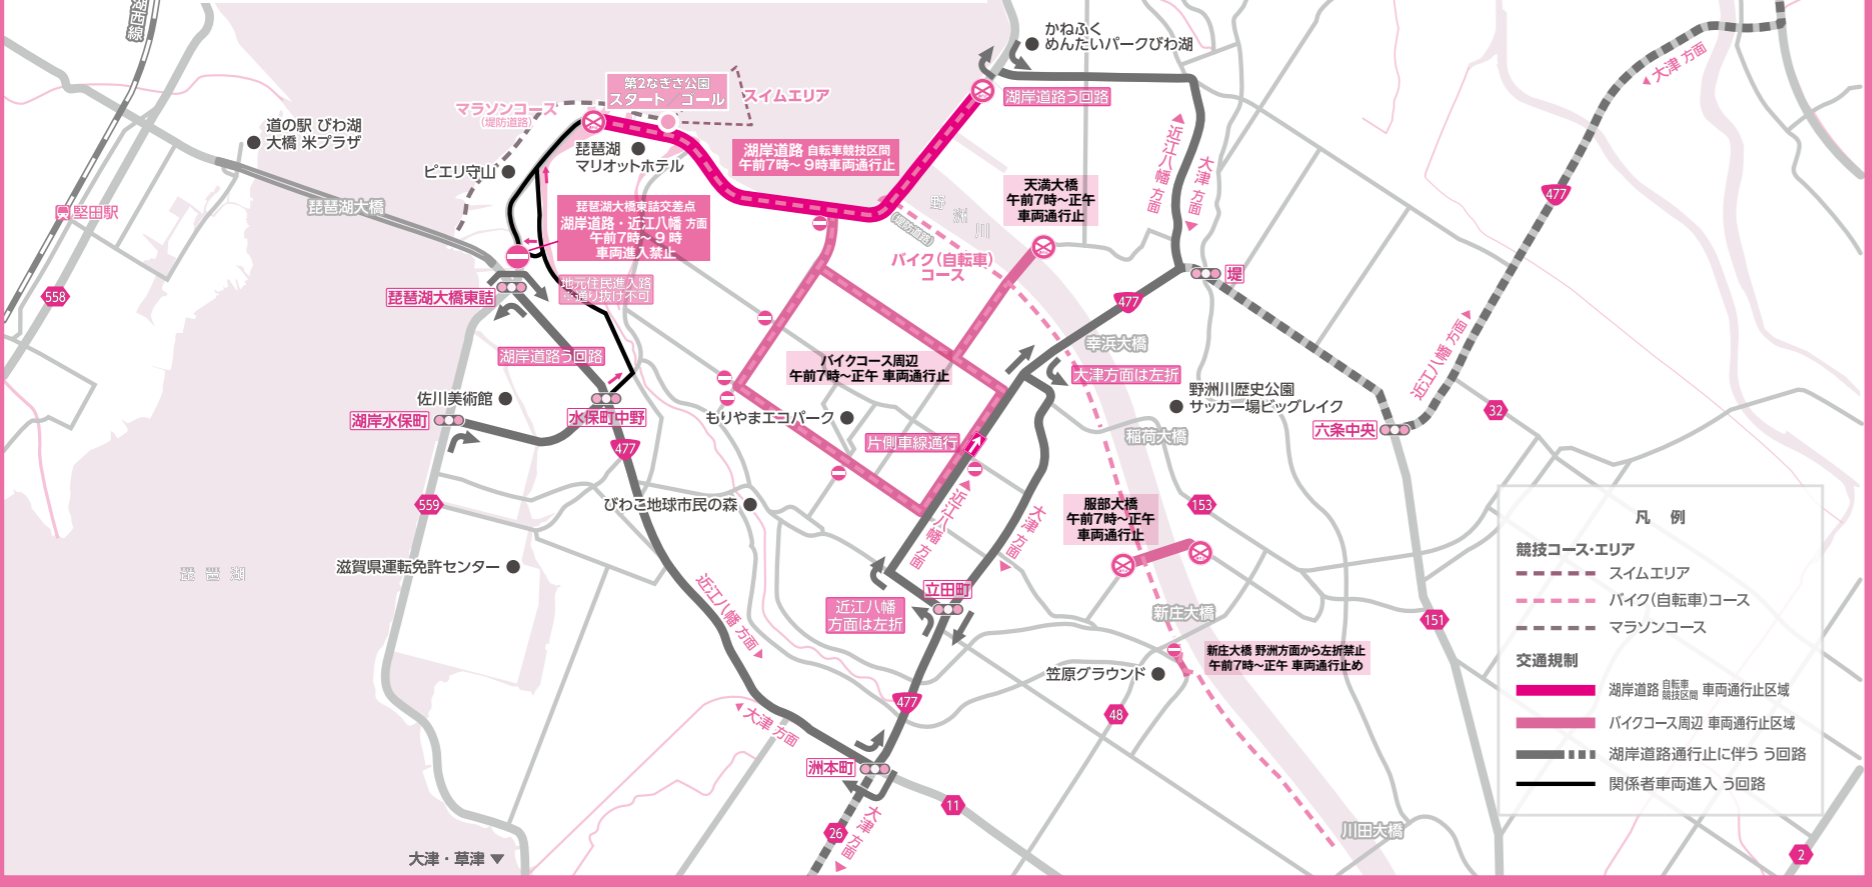 湖西線
かねふく
めんたいパークびわ湖
大津 方面
第2なぎさ公園
スタート／ゴール
スイムエリア
マラソンコース
(堤防道路)
湖岸道路う回路
道の駅 びわ湖
大橋 米プラザ
琵琶湖
マリオットホテル
湖岸道路 自転車競技区間
午前7時〜9時車両通行止
近江八幡 方面
大津 方面
ピエリ守山
天満大橋
午前7時〜正午
車両通行止
477
堅田駅
琵琶湖大橋
琵琶湖大橋東詰交差点
湖岸道路・近江八幡 方面
午前7時〜9時
車両進入禁止
野洲川
(堤防道路)
バイク(自転車)
コース
堤
地元住民進入路
※通り抜け不可
558
琵琶湖大橋東詰
477
幸浜大橋
近江八幡 方面
湖岸道路う回路
バイクコース周辺
午前7時〜正午 車両通行止
大津方面は左折
野洲川歴史公園
サッカー場ビッグレイク
佐川美術館
湖岸水保町
水保町中野
もりやまエコパーク
32
六条中央
稲荷大橋
片側車線通行
477
559
びわこ地球市民の森
近江八幡 方面
大津 方面
服部大橋
午前7時〜正午
車両通行止
153
琵琶湖
滋賀県運転免許センター
近江八幡 方面
立田町
近江八幡
方面は左折
新庄大橋
151
新庄大橋 野洲方面から左折禁止
午前7時〜正午 車両通行止め
笠原グラウンド
477
48
大津 方面
洲本町
11
26
大津 方面
川田大橋
2
大津・草津▼
凡 例
競技コース・エリア
スイムエリア
バイク(自転車)コース
マラソンコース
交通規制
湖岸道路 自転車競技区間 車両通行止区域
バイクコース周辺 車両通行止区域
湖岸道路通行止に伴う う回路
関係者車両進入 う回路